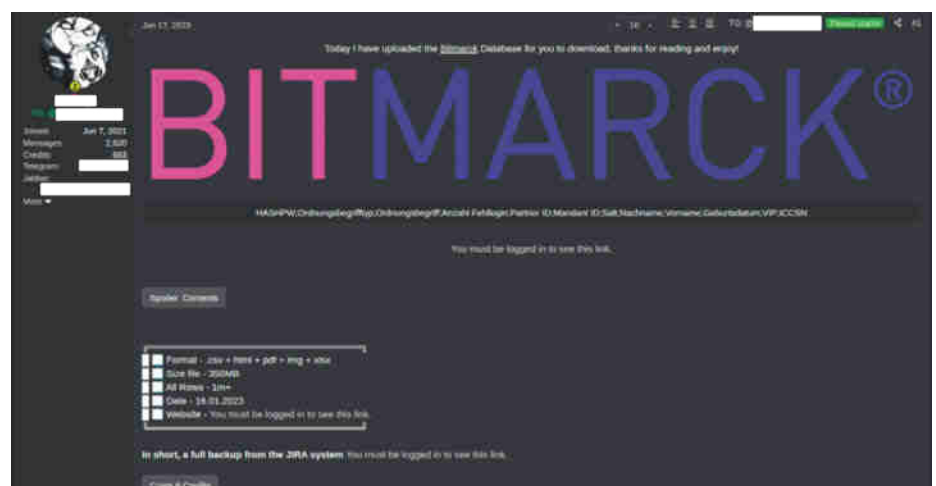 Jan 17, 2023
16
TO
Thread starter
#1
Today I have uploaded the Bitmarck Database for you to download, thanks for reading and enjoy!
BITMARCK®
Joined: Jun 7, 2021
Messages:
Credits:
Telegram:
Jabber:
More
HASHPW;Ordnungsbegrifftyp;Ordnungsbegriff;Anzahl Fehllogin;Partner ID;Mandant ID;Salt;Nachname;Vorname;Geburtsdatum;VIP;ICCSN
You must be logged in to see this link.
Spoiler Contents
Format - .csv + html + pdf + img + xlsx
Size file - 350MB
All Rows - 1m+
Date - 16.01.2023
Website - You must be logged in to see this link.
In short, a full backup from the JIRA system You must be logged in to see this link.